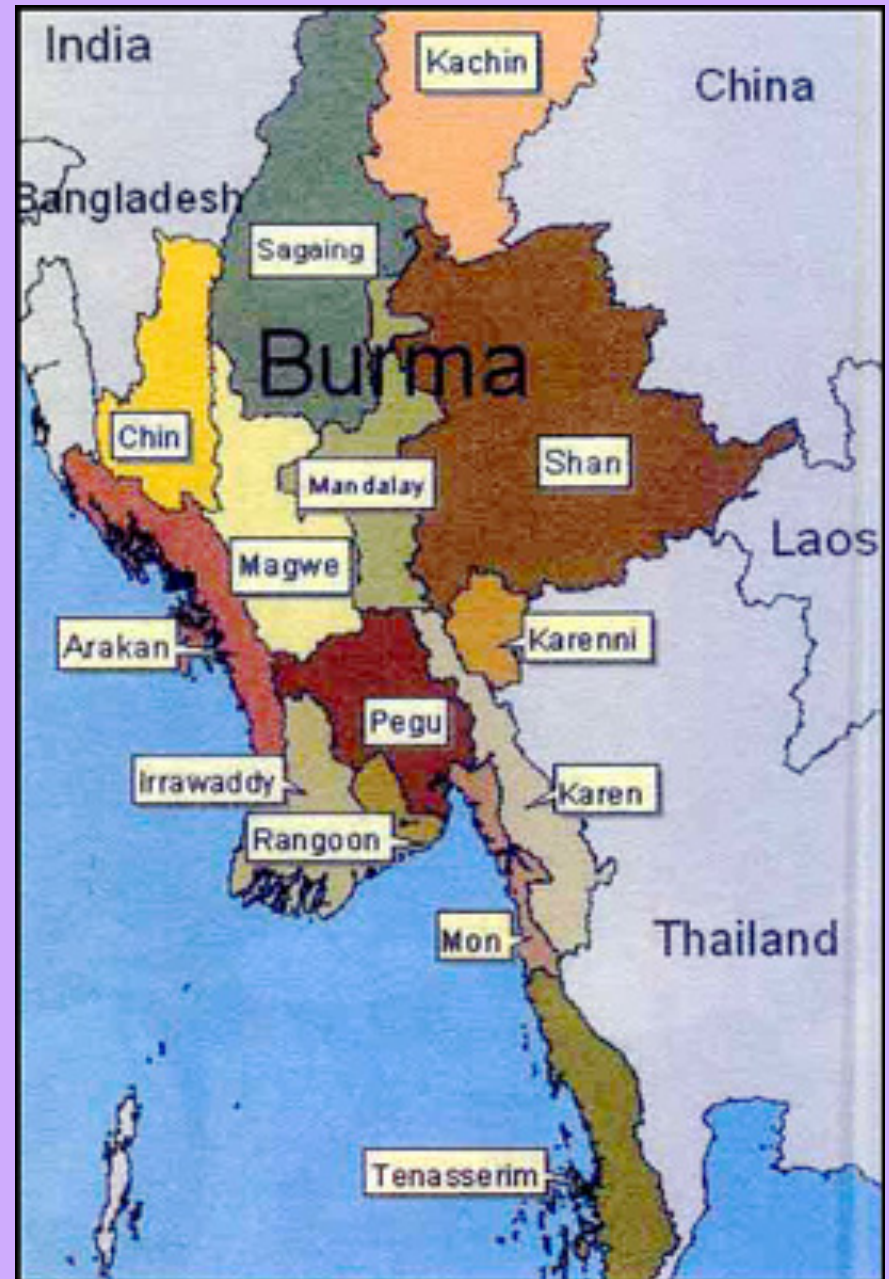 India
Kachin
China
Bangladesh
Sagaing
Burma
Chin
Shan
Mandalay
Laos
Magwe
Arakan
Karenni
Pegu
Irrawaddy
Karen
Rangoon
Mon
Thailand
Tenasserim